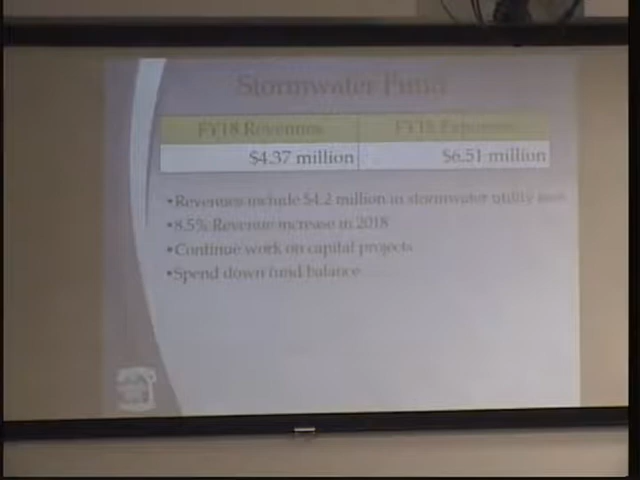 Stormwater Fund
FY18 Revenues FY18 Expenses
$4.37 million $6.51 million
•Revenues include $4.2 million in stormwater utility fees
•8.5% Revenue increase in 2018
•Continue work on capital projects
•Spend down fund balance